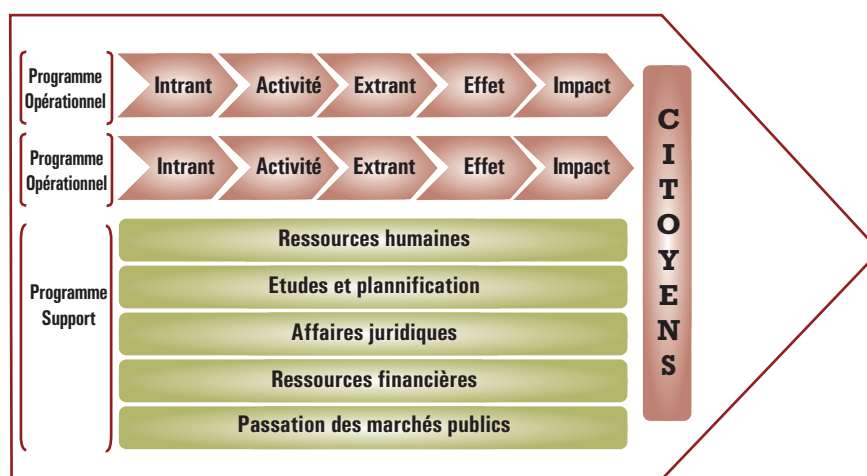 Programme
Opérationnel
Intrant Activité Extrant Effet Impact
Programme
Opérationnel
Intrant Activité Extrant Effet Impact
Programme
Support
Ressources humaines
Etudes et plannification
Affaires juridiques
Ressources financières
Passation des marchés publics
CITOYENS